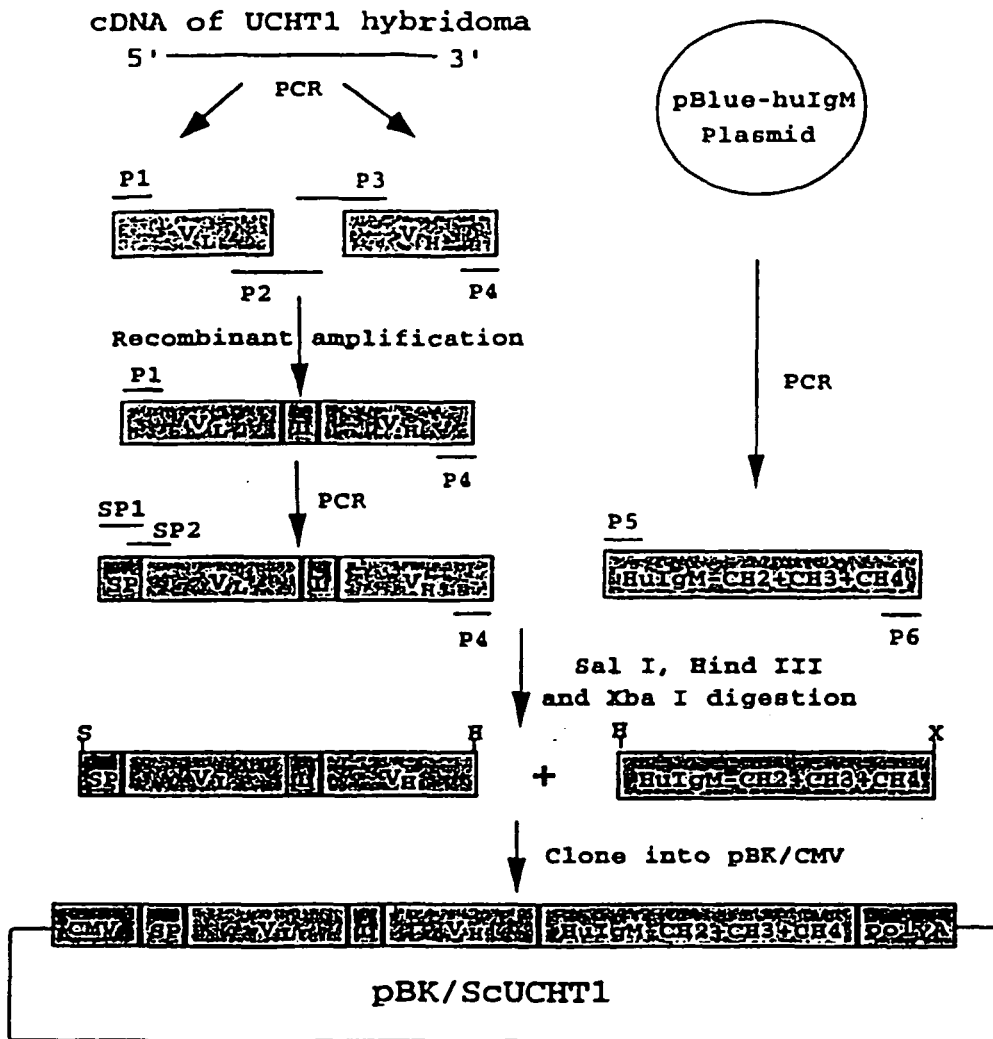 cDNA of UCHT1 hybridoma
5' 3'
PCR
pBlue-huIgM
Plasmid
P1
P3
VL
VH
P2
P4
Recombinant amplification
PCR
P1
VL
VH
P4
PCR
SP1
SP2
P5
SP
VL
VH
HuIgM-CH2+CH3+CH4
P4
P6
Sal I, Hind III
and Xba I digestion
S
H
H
X
SP
VL
VH
+
HuIgM-CH2+CH3+CH4
Clone into pBK/CMV
CMV
SP
VL
VH
HuIgM-CH2+CH3+CH4
polyA
pBK/ScUCHT1